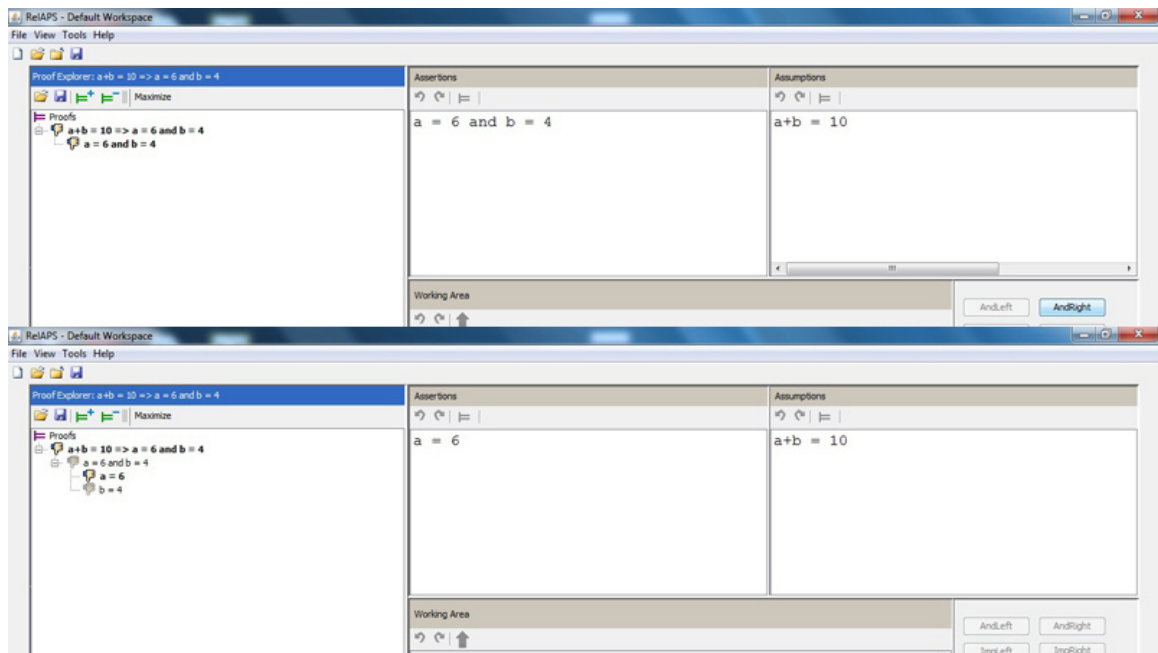 RelAPS - Default Workspace
File View Tools Help
Proof Explorer: a+b = 10 => a = 6 and b = 4
Assertions
Assumptions
Maximize
Proofs
a+b = 10 => a = 6 and b = 4
a = 6 and b = 4
a = 6 and b = 4
a+b = 10
Working Area
AndLeft
AndRight
RelAPS - Default Workspace
File View Tools Help
Proof Explorer: a+b = 10 => a = 6 and b = 4
Assertions
Assumptions
Maximize
Proofs
a+b = 10 => a = 6 and b = 4
a = 6 and b = 4
a = 6
b = 4
a = 6
a+b = 10
Working Area
AndLeft
AndRight
ImpLeft
ImpRight